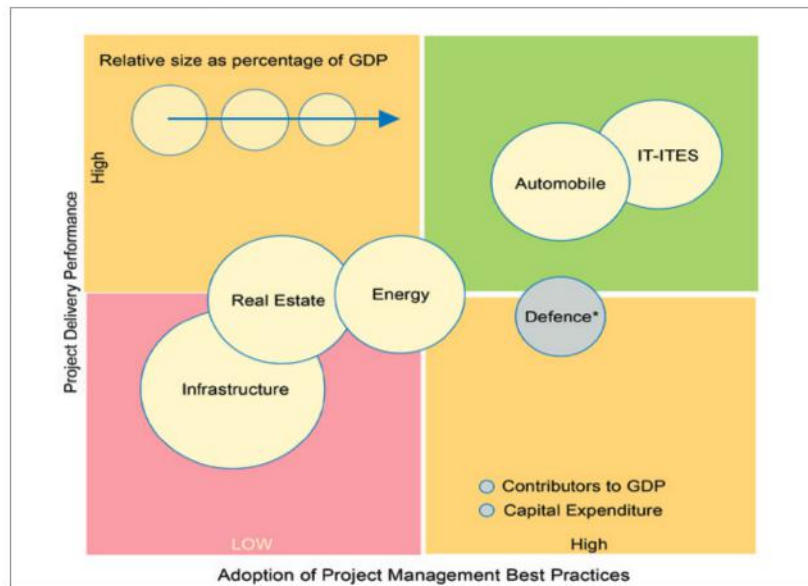 Relative size as percentage of GDP
High
Project Delivery Performance
IT-ITES
Automobile
Real Estate
Energy
Defence*
Infrastructure
Contributors to GDP
Capital Expenditure
LOW
High
Adoption of Project Management Best Practices